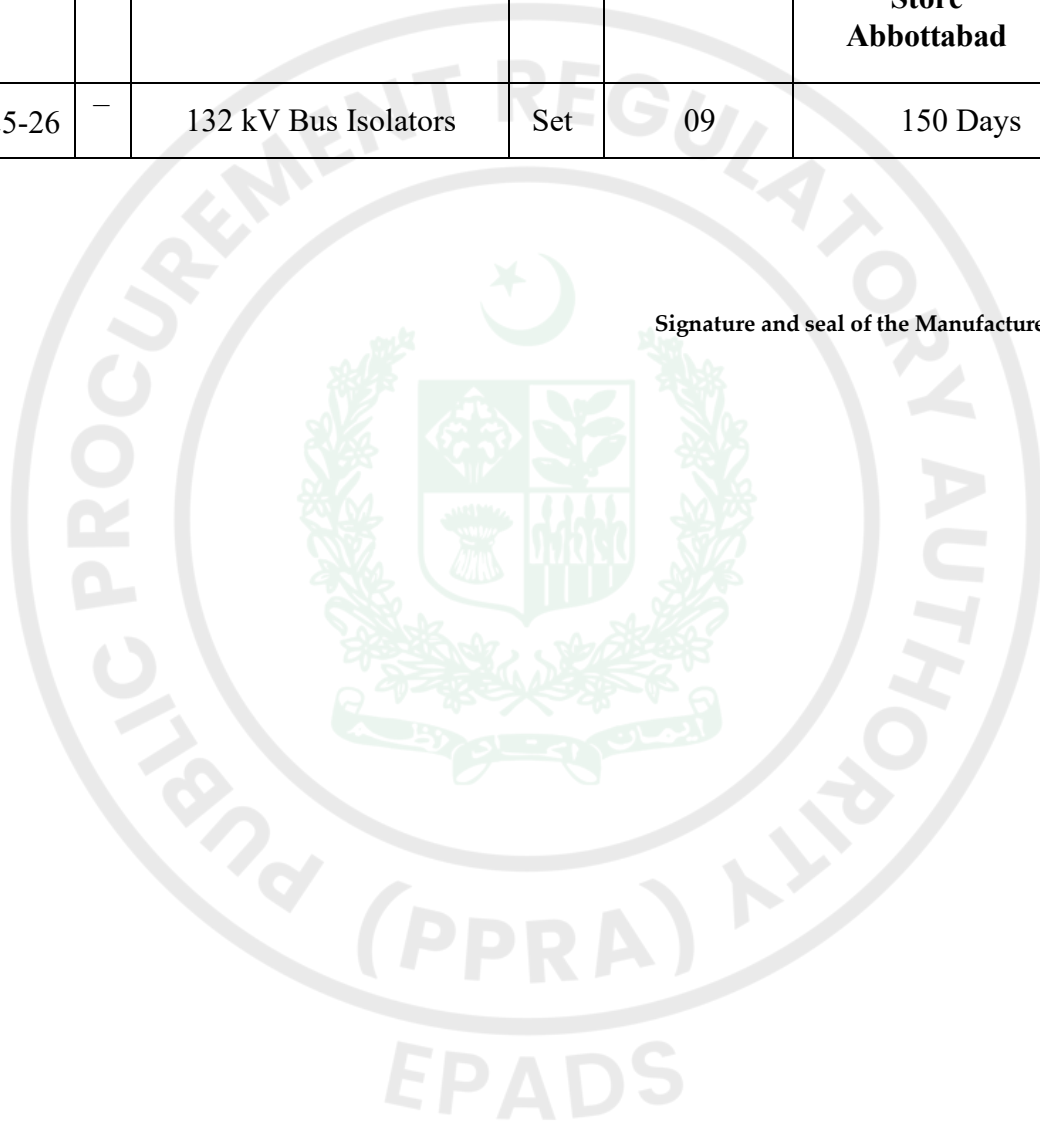 Store
Abbottabad
5-26 – 132 kV Bus Isolators Set 09 150 Days
Signature and seal of the Manufacture
PUBLIC PROCUREMENT REGULATORY AUTHORITY
(PPRA)
EPADS